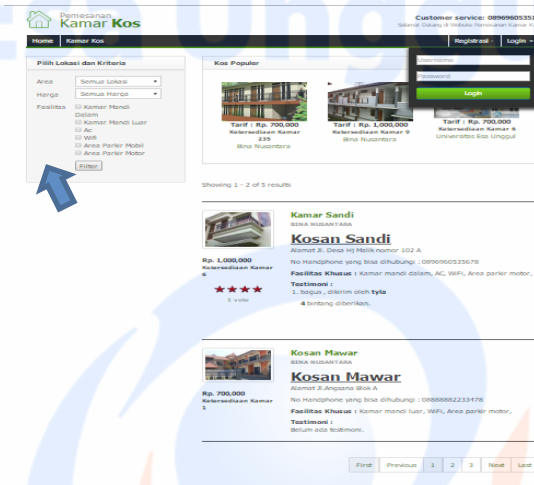 Pemesanan
Kamar Kos
Customer service: 08969605351
Selamat Datang di Website Pemesanan Kamar
Home
Kamar Kos
Registrasi
Login
Username
Password
Login
Pilih Lokasi dan Kriteria
Area
Semua Lokasi
Harga
Semua Harga
Fasilitas
Kamar Mandi Dalam
Kamar Mandi Luar
Ac
Wifi
Area Parkir Mobil
Area Parkir Motor
Filter
Kos Populer
Tarif : Rp. 700,000
Ketersediaan Kamar
235
Bina Nusantara
Tarif : Rp. 1,000,000
Ketersediaan Kamar 9
Bina Nusantara
Tarif : Rp. 700,000
Ketersediaan Kamar 6
Universitas Esa Unggul
Showing 1 - 2 of 5 results
Kamar Sandi
BINA NUSANTARA
Kosan Sandi
Alamat Jl. Desa Hj Malik nomor 102 A
No Handphone yang bisa dihubungi : 0896960535678
Fasilitas Khusus : Kamar mandi dalam, AC, WiFi, Area parkir motor,
Testimoni :
1. bagus , dikirim oleh tyla
4 bintang diberikan.
Rp. 1,000,000
Ketersediaan Kamar
6
1 vote
Kosan Mawar
BINA NUSANTARA
Kosan Mawar
Alamat Jl.Angsana Blok A
No Handphone yang bisa dihubungi : 08888882233478
Fasilitas Khusus : Kamar mandi luar, WiFi, Area parkir motor,
Testimoni :
Belum ada testimoni.
Rp. 700,000
Ketersediaan Kamar
1
First Previous 1 2 3 Next Last